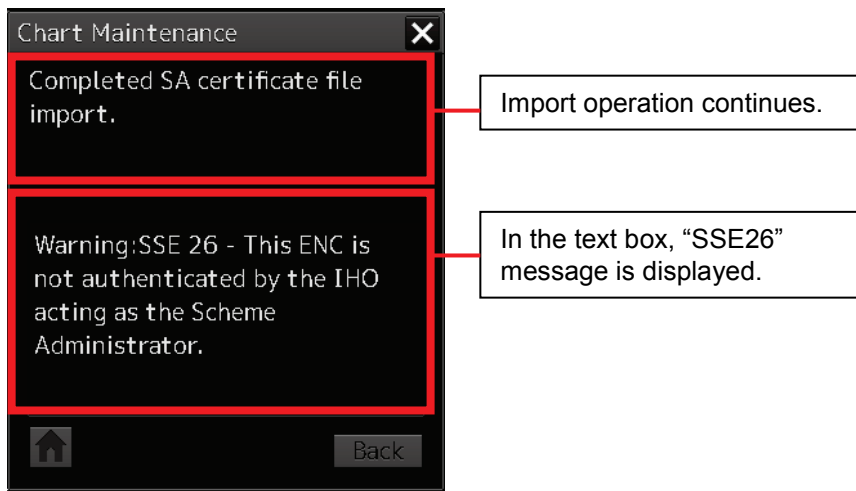 Chart Maintenance
Completed SA certificate file
import.
Import operation continues.
Warning:SSE 26 - This ENC is
not authenticated by the IHO
acting as the Scheme
Administrator.
In the text box, “SSE26”
message is displayed.
Back